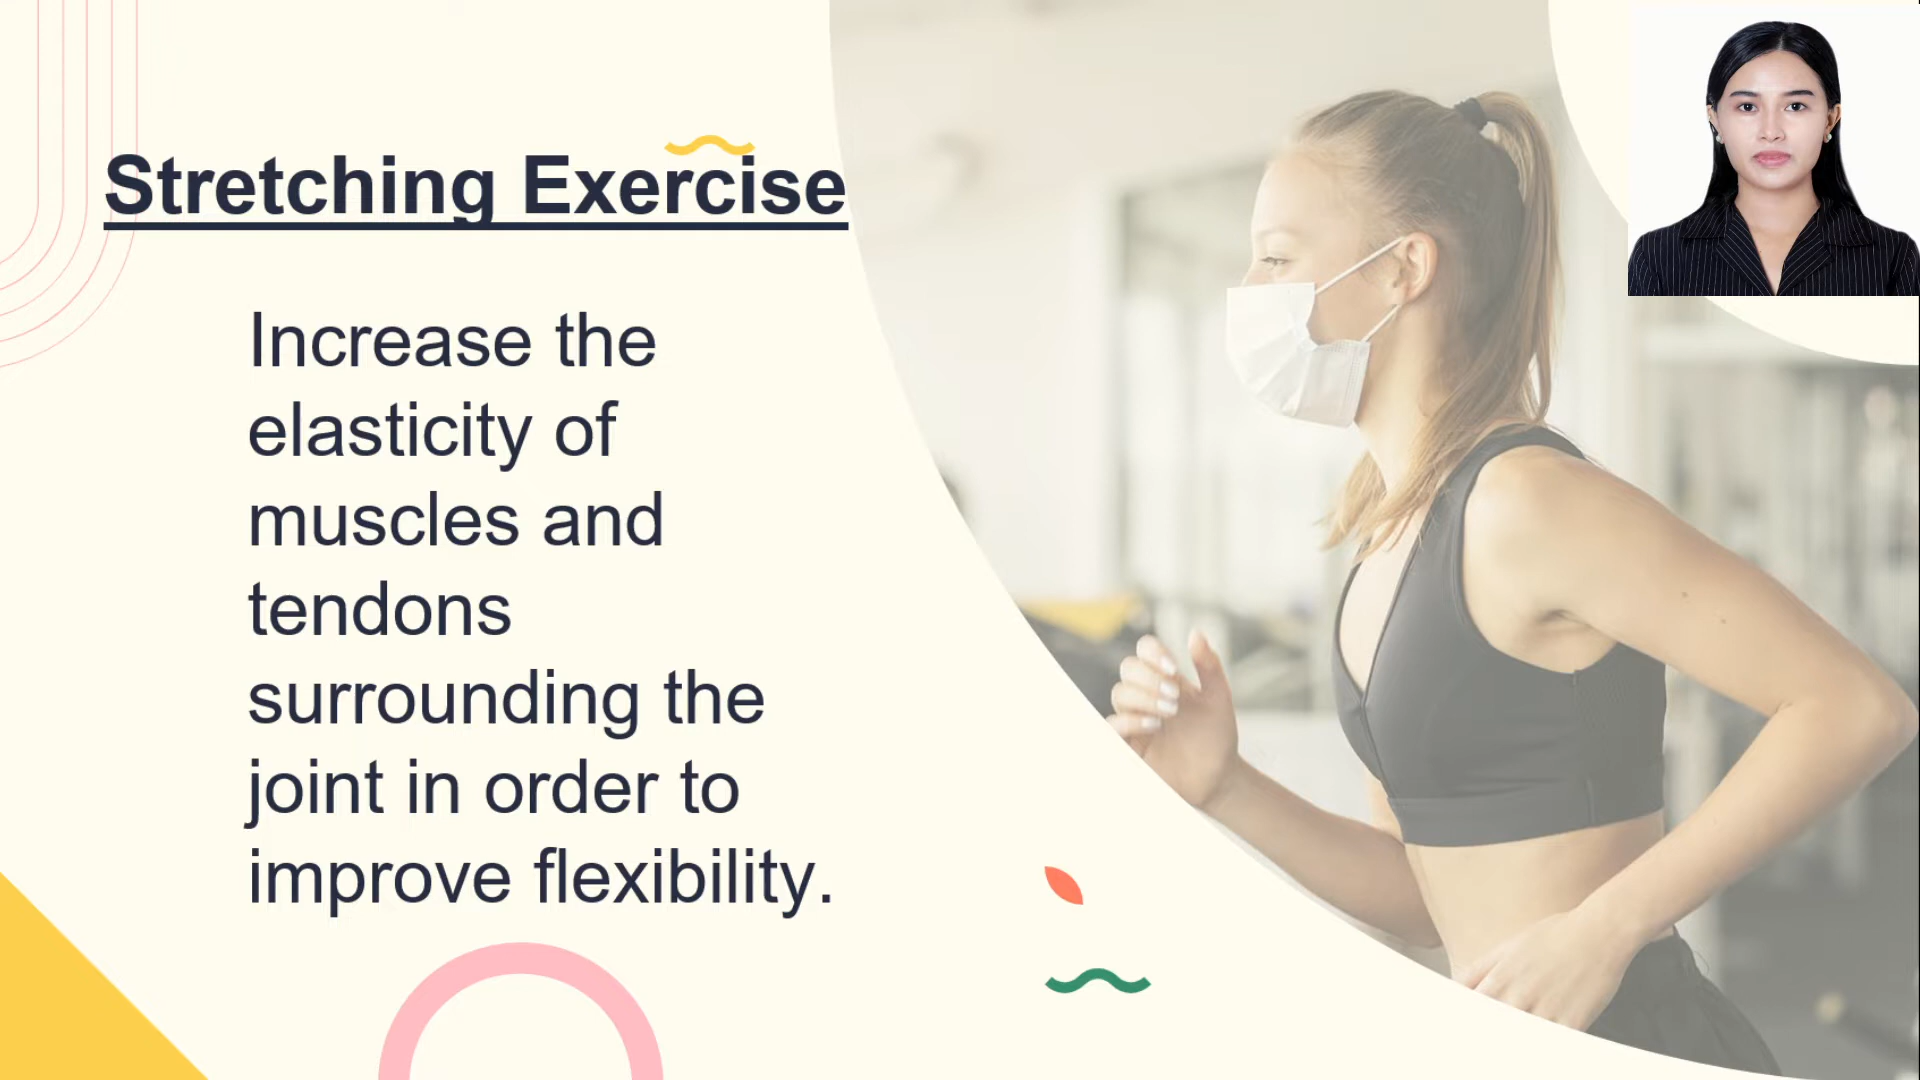 Stretching Exercise
Increase the
elasticity of
muscles and
tendons
surrounding the
joint in order to
improve flexibility.